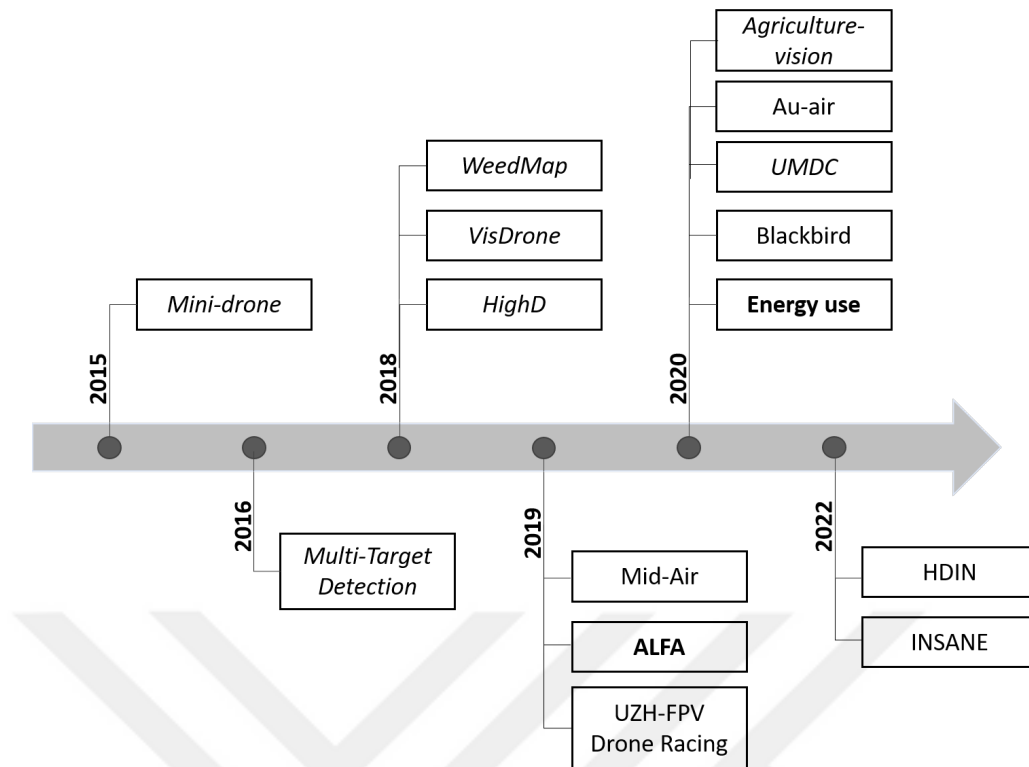 Agriculture-
vision
Au-air
UMDC
Blackbird
Energy use
WeedMap
VisDrone
HighD
Mini-drone
2015
2018
2020
2016
2019
2022
Multi-Target
Detection
Mid-Air
ALFA
UZH-FPV
Drone Racing
HDIN
INSANE